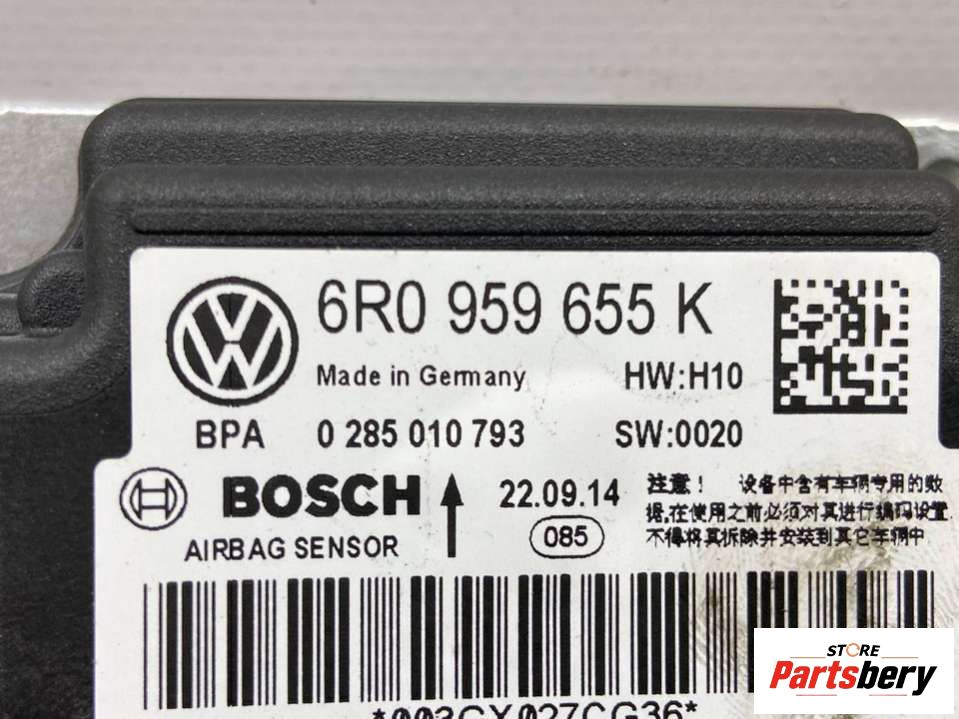 6R0 959 655 K
Made in Germany HW:H10
BPA 0 285 010 793 SW:0020
BOSCH 22.09.14
AIRBAG SENSOR 085
注意！ 设备中含有车辆专用的数
据,在使用之前必须对其进行编码设置
不得将其拆除并安装到其它车辆中
*003CX027CG36*
STORE
Partsbery